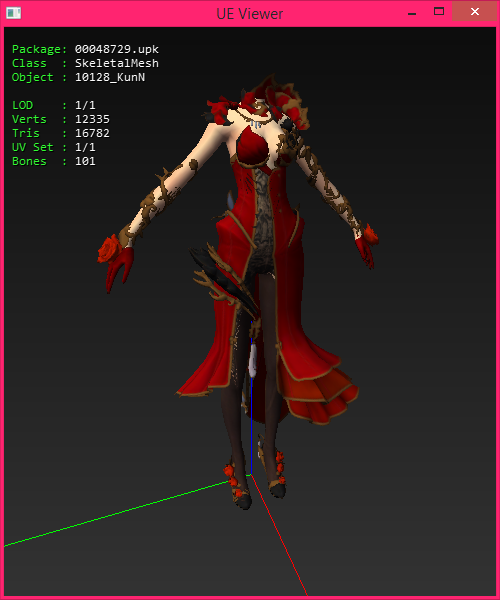 UE Viewer
Package: 00048729.upk
Class : SkeletalMesh
Object : 10128_KunN
LOD : 1/1
Verts : 12335
Tris : 16782
UV Set : 1/1
Bones : 101